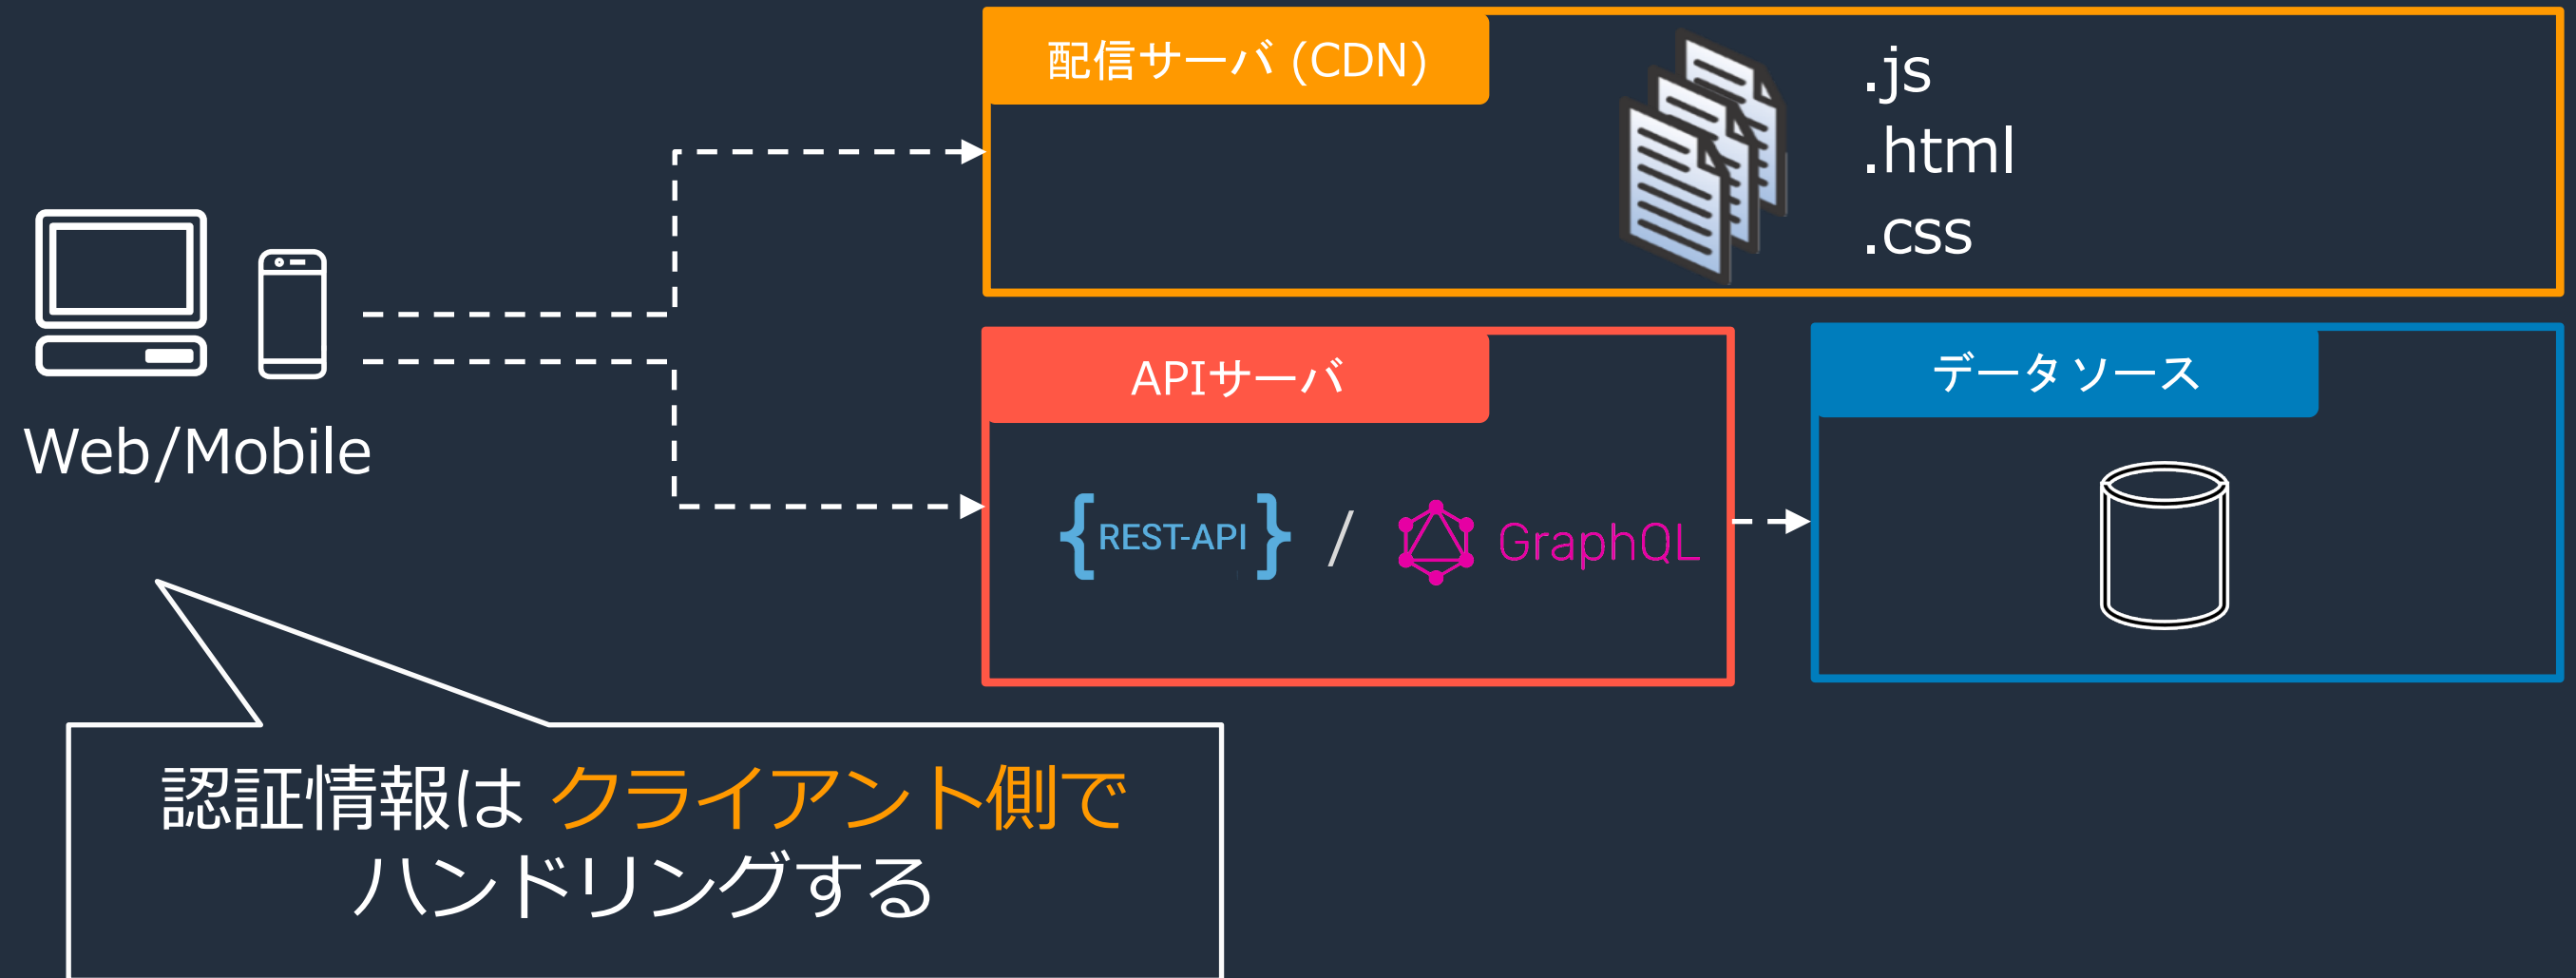 配信サーバ (CDN)
.js
.html
.css
Web/Mobile
APIサーバ
{REST-API} / GraphQL
データソース
認証情報は クライアント側で
ハンドリングする